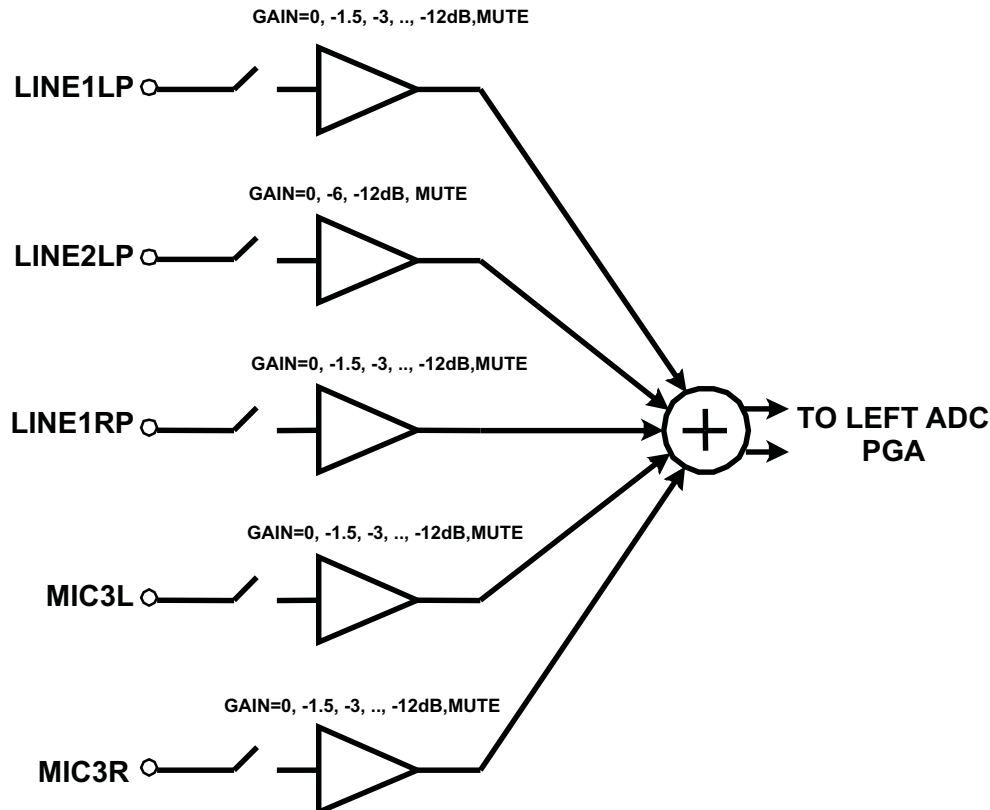 GAIN=0, -1.5, -3, .., -12dB,MUTE
LINE1LP
GAIN=0, -6, -12dB, MUTE
LINE2LP
GAIN=0, -1.5, -3, .., -12dB,MUTE
LINE1RP
TO LEFT ADC
PGA
GAIN=0, -1.5, -3, .., -12dB,MUTE
MIC3L
GAIN=0, -1.5, -3, .., -12dB,MUTE
MIC3R